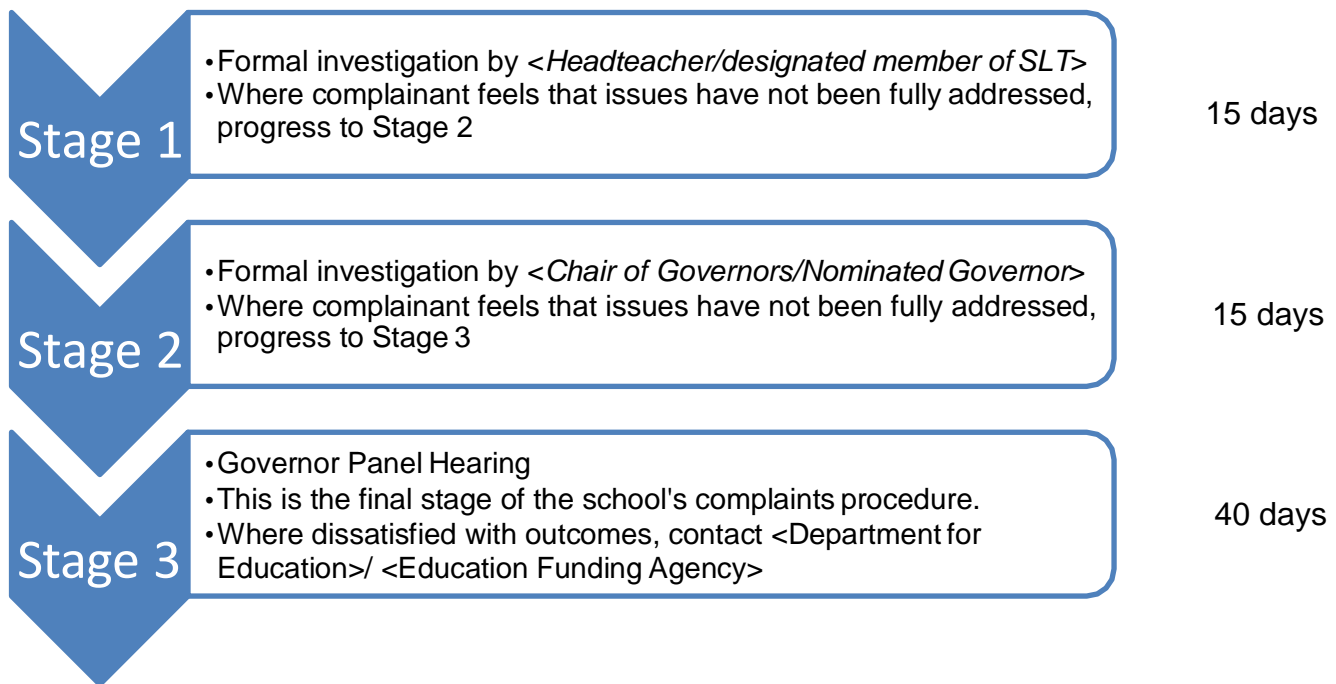 Stage 1
•Formal investigation by <Headteacher/designated member of SLT>
•Where complainant feels that issues have not been fully addressed,
progress to Stage 2
15 days
Stage 2
•Formal investigation by <Chair of Governors/Nominated Governor>
•Where complainant feels that issues have not been fully addressed,
progress to Stage 3
15 days
Stage 3
•Governor Panel Hearing
•This is the final stage of the school's complaints procedure.
•Where dissatisfied with outcomes, contact <Department for
Education>/ <Education Funding Agency>
40 days